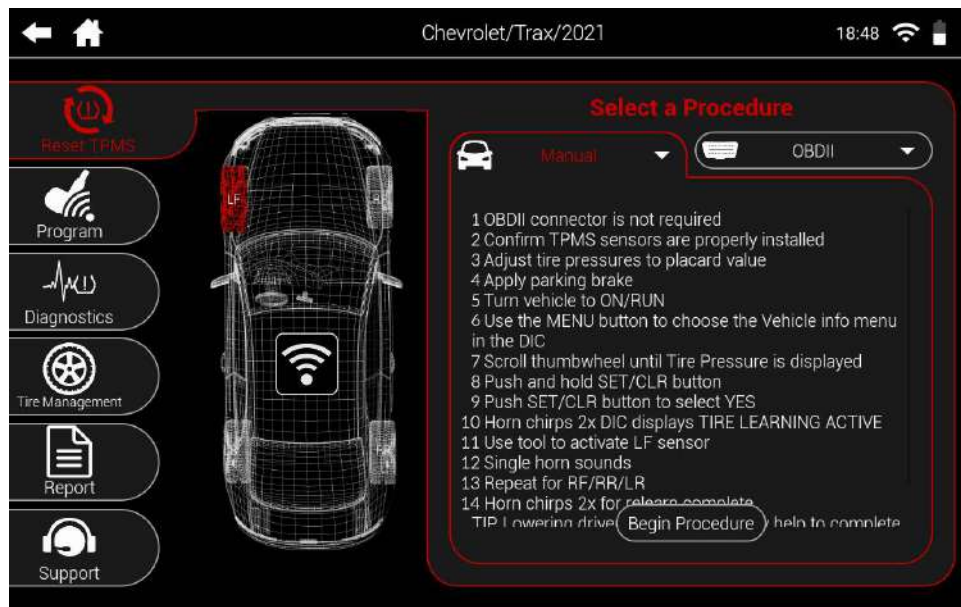 Chevrolet/Trax/2021
18:48
Reset TPMS
Program
Diagnostics
Tire Management
Report
Support
LF
Select a Procedure
Manual
OBDII
1 OBDII connector is not required
2 Confirm TPMS sensors are properly installed
3 Adjust tire pressures to placard value
4 Apply parking brake
5 Turn vehicle to ON/RUN
6 Use the MENU button to choose the Vehicle info menu
in the DIC
7 Scroll thumbwheel until Tire Pressure is displayed
8 Push and hold SET/CLR button
9 Push SET/CLR button to select YES
10 Horn chirps 2x DIC displays TIRE LEARNING ACTIVE
11 Use tool to activate LF sensor
12 Single horn sounds
13 Repeat for RF/RR/LR
14 Horn chirps 2x for relearn complete
TIP Lowering help to complete
Begin Procedure